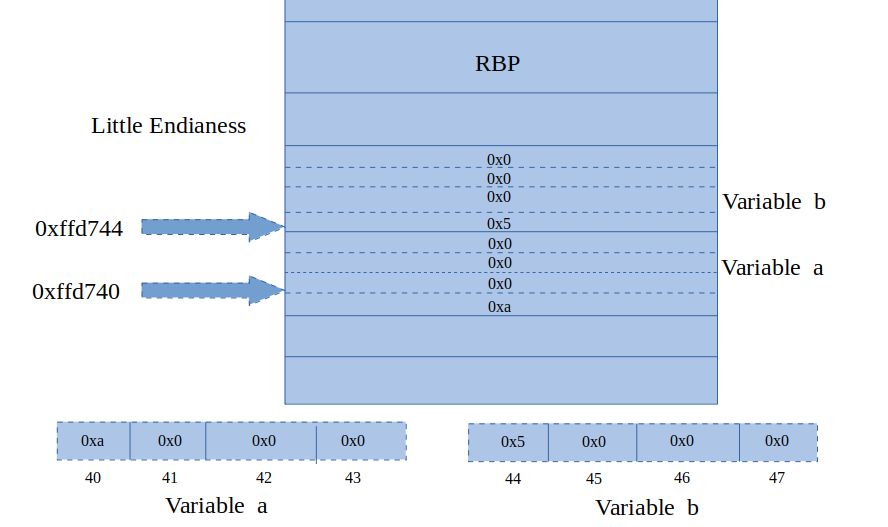 RBP
Little Endianess
0x0
0x0
0x0
Variable b
0xffd744
0x5
0x0
0x0
Variable a
0xffd740
0x0
0xa
0xa 0x0 0x0 0x0
0x5 0x0 0x0 0x0
40 41 42 43
44 45 46 47
Variable a
Variable b